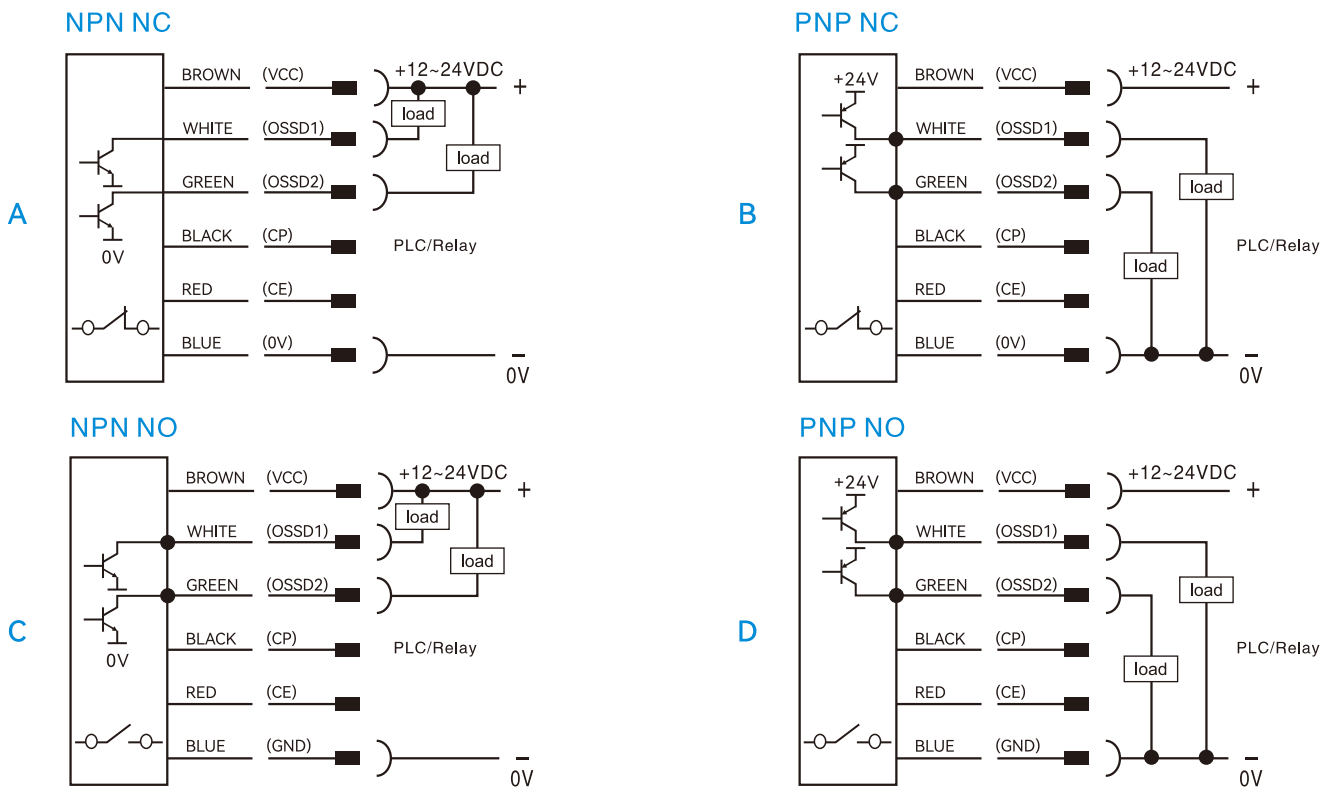 NPN NC
BROWN (VCC) +12~24VDC +
load
WHITE (OSSD1)
load
GREEN (OSSD2)
A
BLACK (CP) PLC/Relay
0V
RED (CE)
BLUE (0V) −
0V
PNP NC
+24V BROWN (VCC) +12~24VDC +
WHITE (OSSD1)
load
GREEN (OSSD2)
B
BLACK (CP) PLC/Relay
load
RED (CE)
BLUE (0V) −
0V
NPN NO
BROWN (VCC) +12~24VDC +
load
WHITE (OSSD1)
load
GREEN (OSSD2)
C
BLACK (CP) PLC/Relay
0V
RED (CE)
BLUE (GND) −
0V
PNP NO
+24V BROWN (VCC) +12~24VDC +
WHITE (OSSD1)
load
GREEN (OSSD2)
D
BLACK (CP) PLC/Relay
load
RED (CE)
BLUE (GND) −
0V